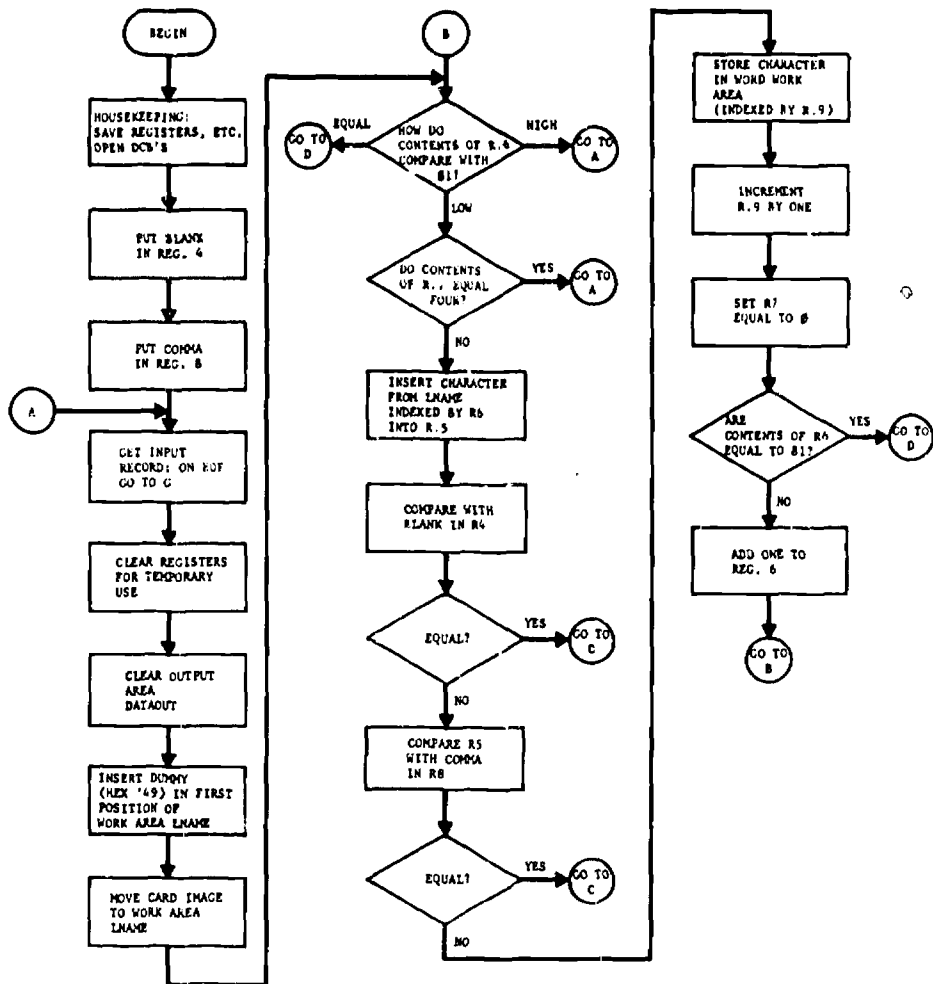 BEGIN
HOUSEKEEPING:
SAVE REGISTERS, ETC.
OPEN DCB'S
PUT BLANK
IN REG. 4
PUT COMMA
IN REG. 8
A
GET INPUT
RECORD; ON EOF
GO TO G
CLEAR REGISTERS
FOR TEMPORARY
USE
CLEAR OUTPUT
AREA
DATAOUT
INSERT DUMMY
(HEX '49) IN FIRST
POSITION OF
WORK AREA LNAME
MOVE CARD IMAGE
TO WORK AREA
LNAME
B
HOW DO
CONTENTS OF
COMPARE WITH
81?
EQUAL
GO TO
D
HIGH
GO TO
A
LOW
DO CONTENTS
OF EQUAL
FOUR?
YES
GO TO
A
NO
INSERT CHARACTER
FROM LNAME
INDEXED BY R6
INTO R.5
COMPARE WITH
BLANK IN R4
EQUAL?
YES
GO TO
C
NO
COMPARE R5
WITH COMMA
IN R8
EQUAL?
YES
GO TO
C
NO
STORE CHARACTER
IN WORD WORK
AREA
(INDEXED BY R.9)
INCREMENT
R.9 BY ONE
SET R7
EQUAL TO Ø
ARE
CONTENTS OF R6
EQUAL TO 81?
YES
GO TO
D
NO
ADD ONE TO
REG. 6
GO TO
B